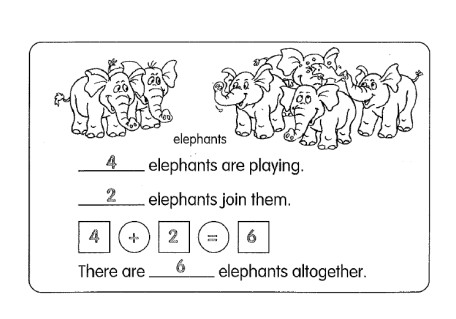 elephants
4 elephants are playing.
2 elephants join them.
4 + 2 = 6
There are 6 elephants altogether.